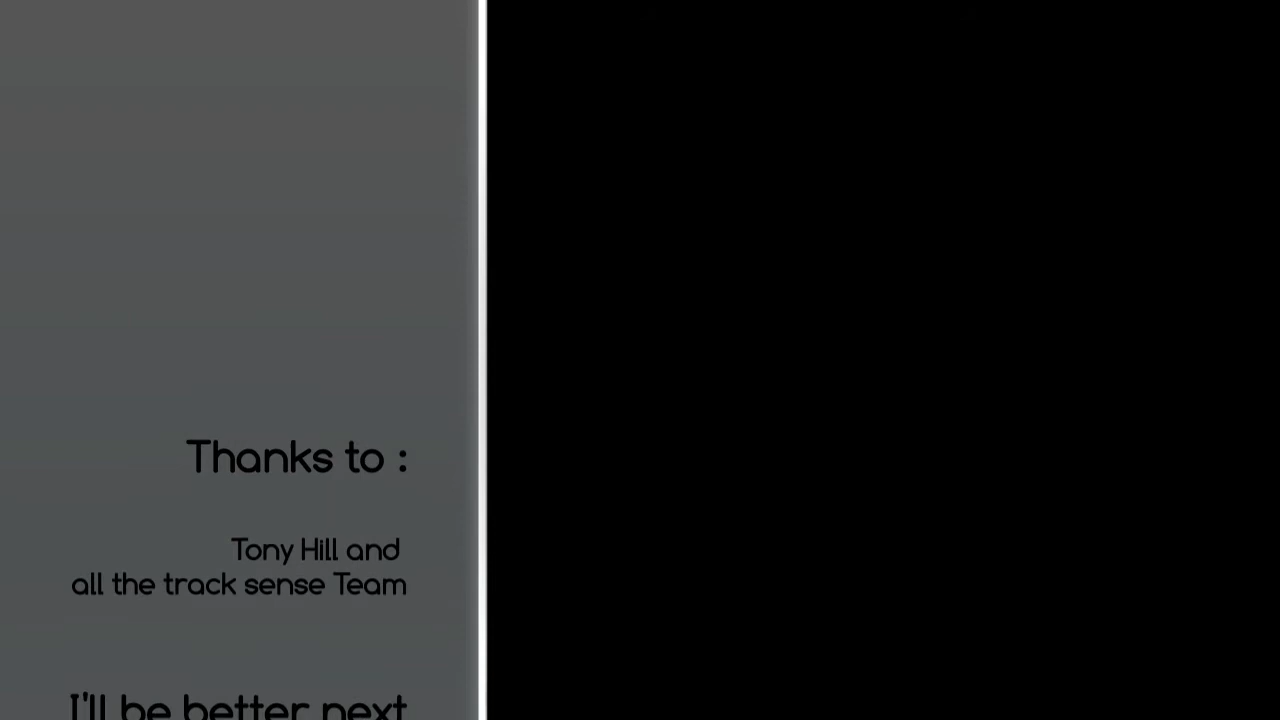 Thanks to :
Tony Hill and
all the track sense Team
I'll be better next